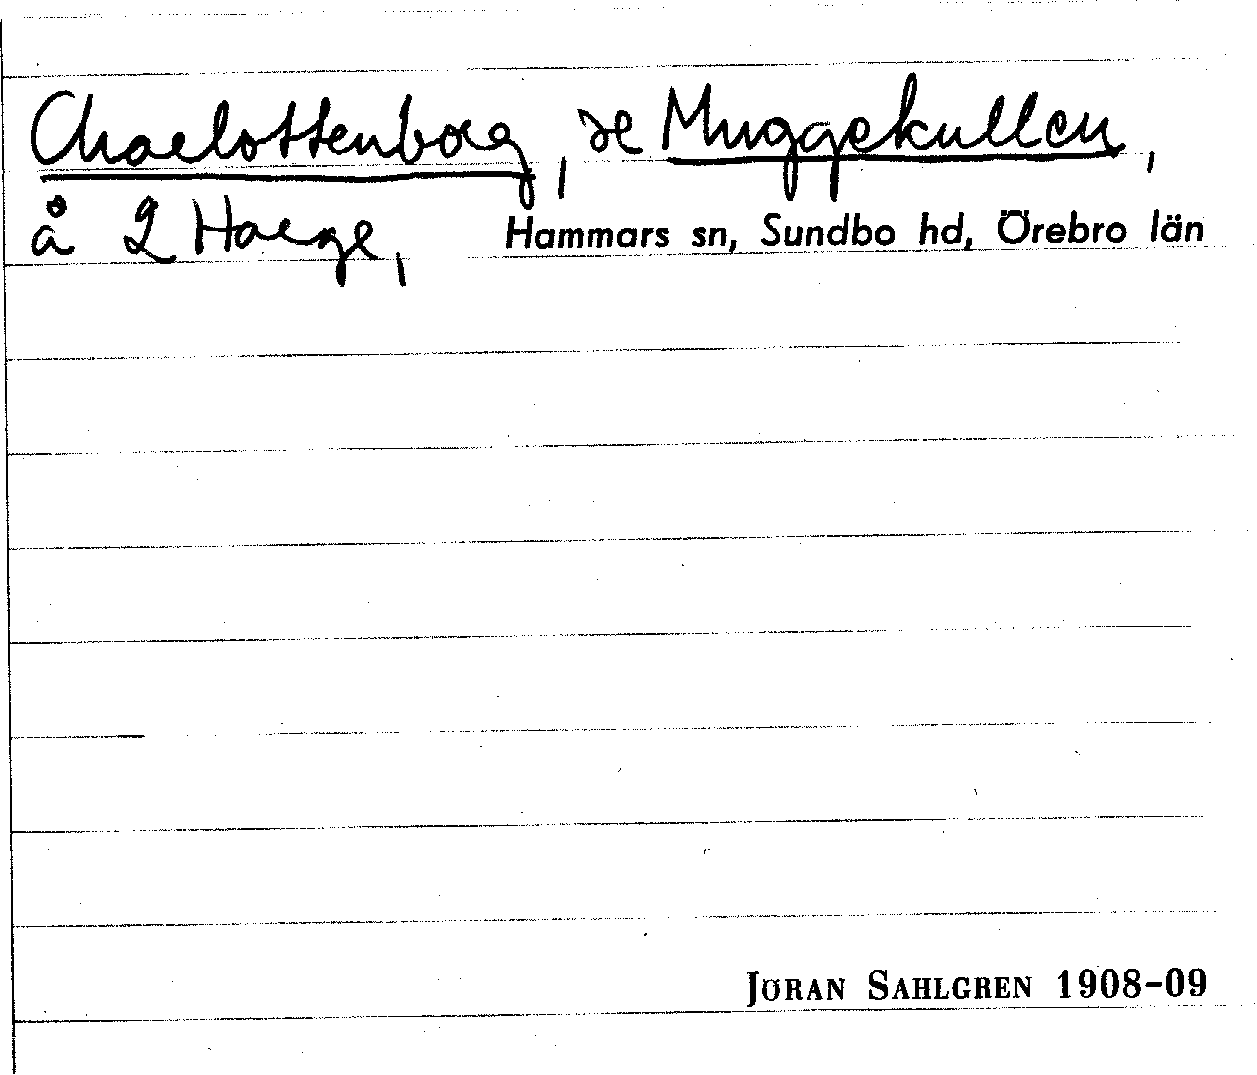 Charlottenborg, se Muggekullen,
å 2 Harge, Hammars sn, Sundbo hd, Örebro län
JÖRAN SAHLGREN 1908-09